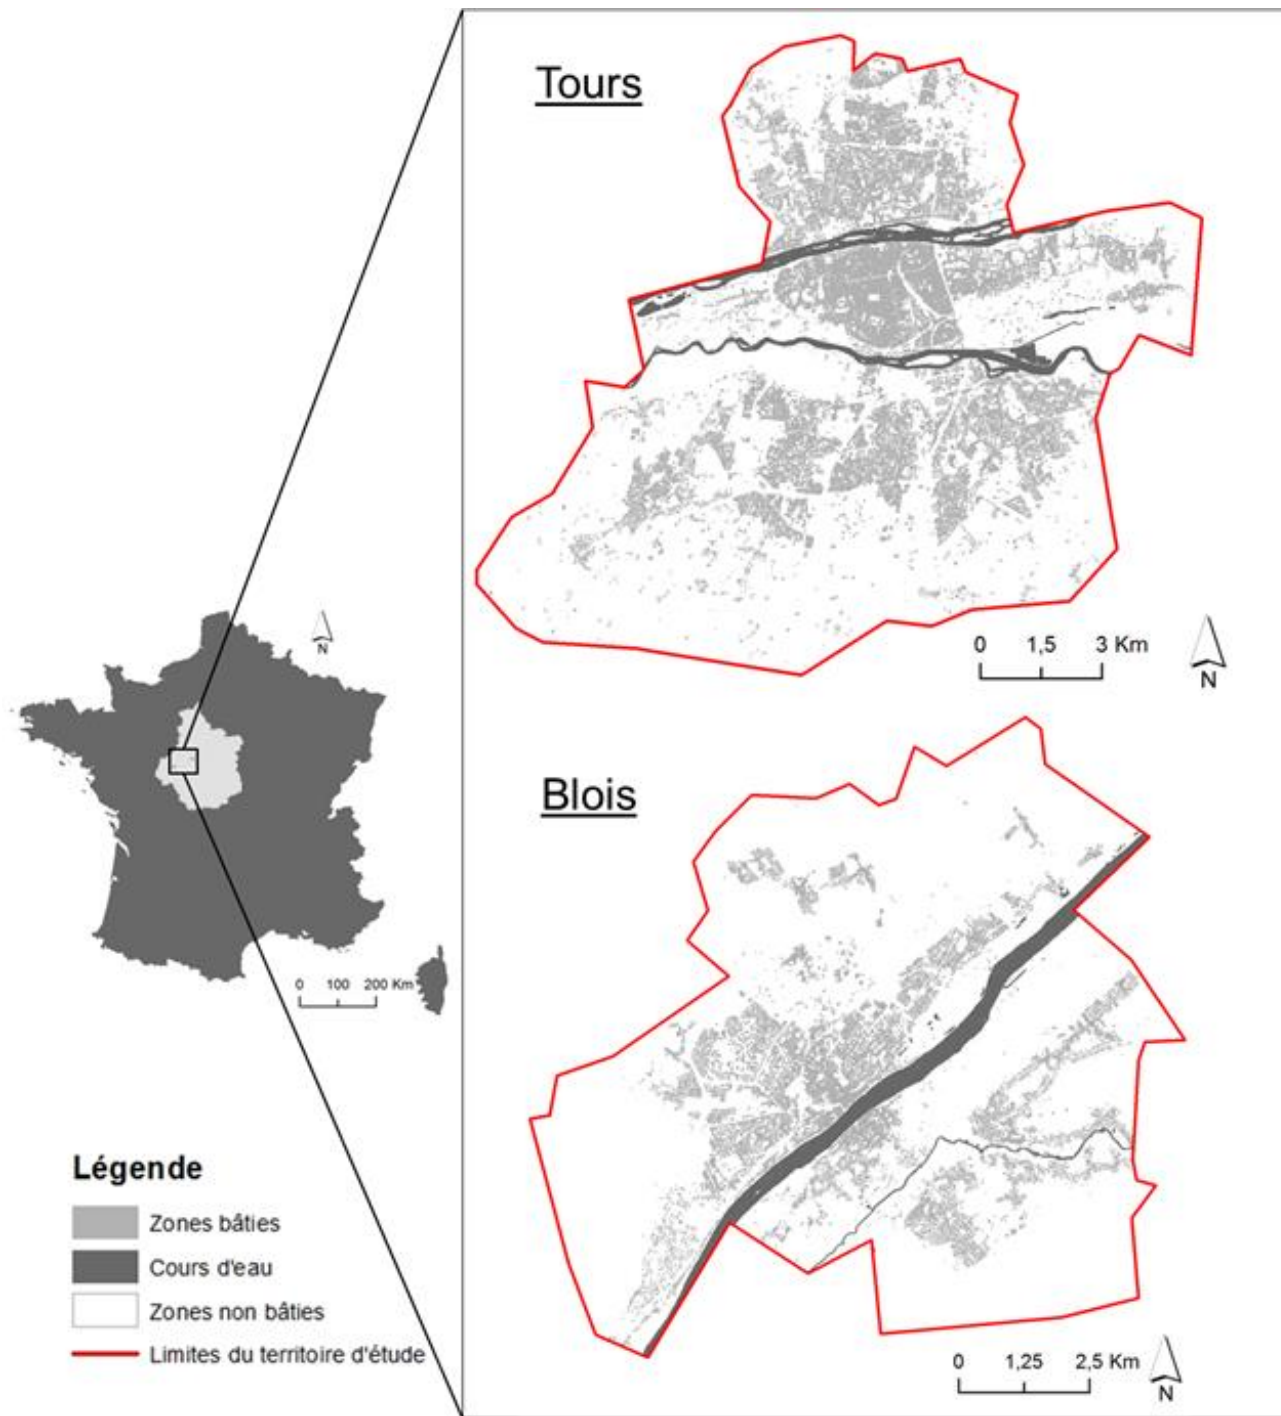 Tours
0 1,5 3 Km
N
Blois
0 1,25 2,5 Km
N
N
0 100 200 Km
Légende
Zones bâties
Cours d'eau
Zones non bâties
Limites du territoire d'étude